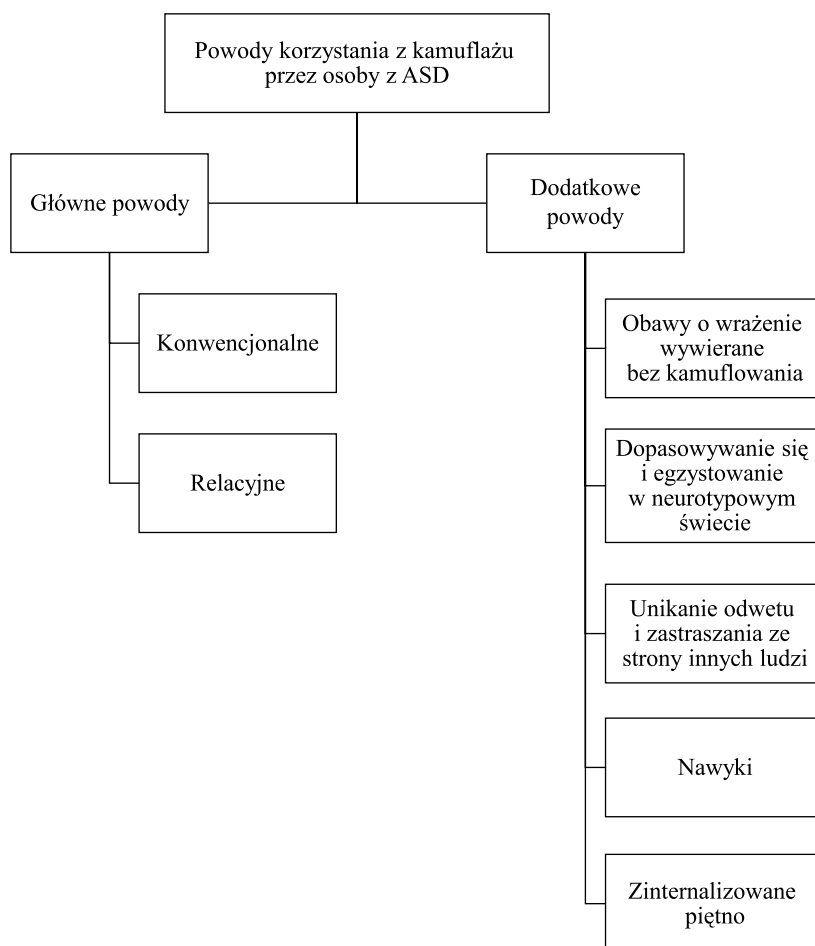 Powody korzystania z kamuflażu
przez osoby z ASD
Główne powody
Dodatkowe
powody
Konwencjonalne
Relacyjne
Obawy o wrażenie
wywierane
bez kamuflowania
Dopasowywanie się
i egzystowanie
w neurotypowym
świecie
Unikanie odwetu
i zastraszania ze
strony innych ludzi
Nawyki
Zinternalizowane
piętno